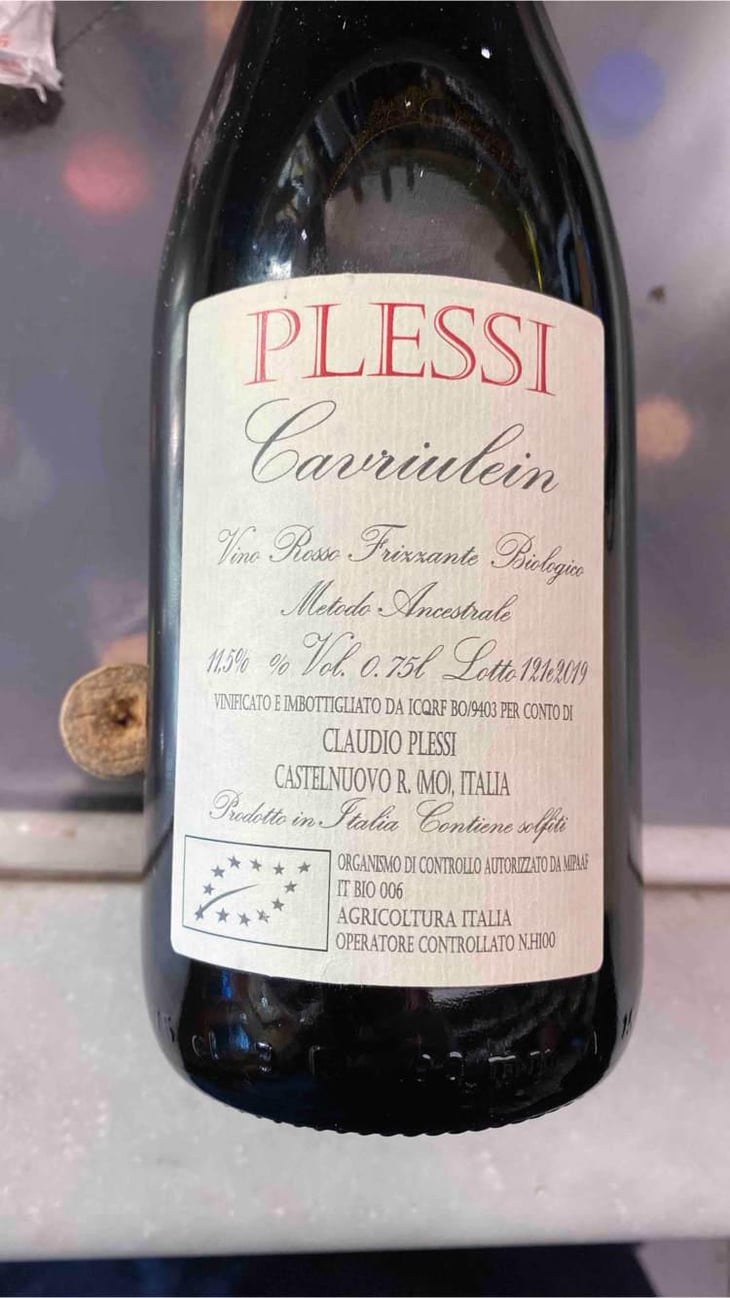 PLESSI
Cavriulein
Vino Rosso Frizzante Biologico
Metodo Ancestrale
11,5% % Vol. 0.75l Lotto 121e2019
VINIFICATO E IMBOTTIGLIATO DA ICQRF BO/9403 PER CONTO DI
CLAUDIO PLESSI
CASTELNUOVO R. (MO), ITALIA
Prodotto in Italia Contiene solfiti
ORGANISMO DI CONTROLLO AUTORIZZATO DA MIPAAF
IT BIO 006
AGRICOLTURA ITALIA
OPERATORE CONTROLLATO N.H100